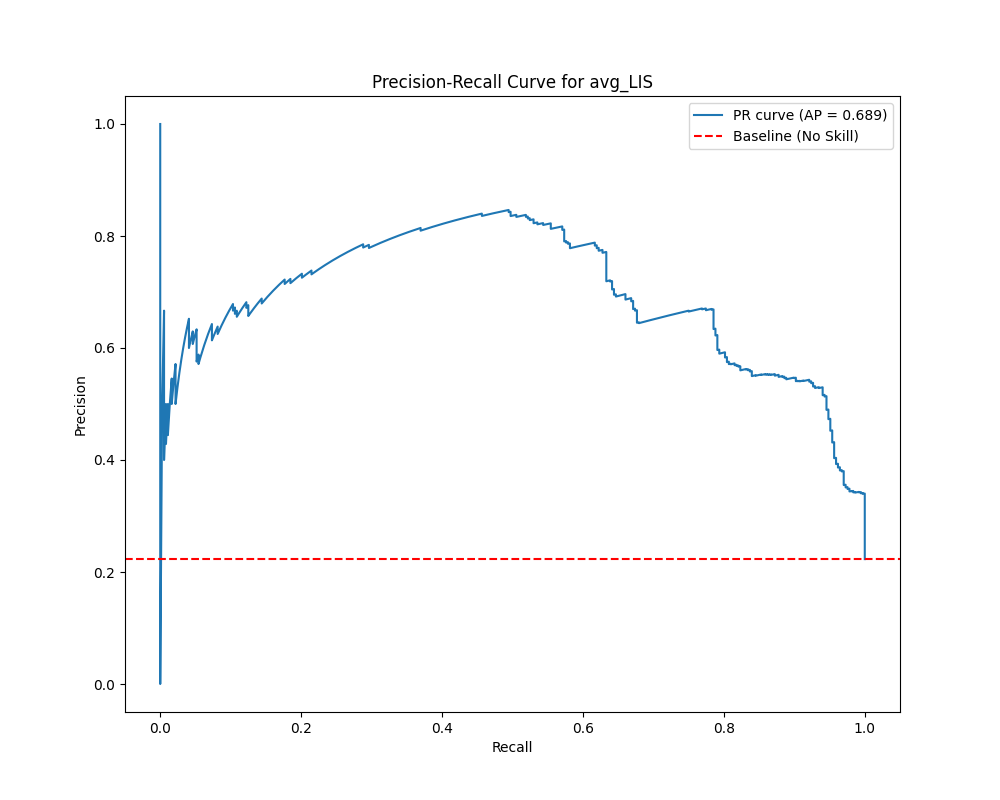 Precision-Recall Curve for avg_LIS
PR curve (AP = 0.689)
Baseline (No Skill)
1.0
0.8
0.6
0.4
0.2
0.0
Precision
0.0 0.2 0.4 0.6 0.8 1.0
Recall